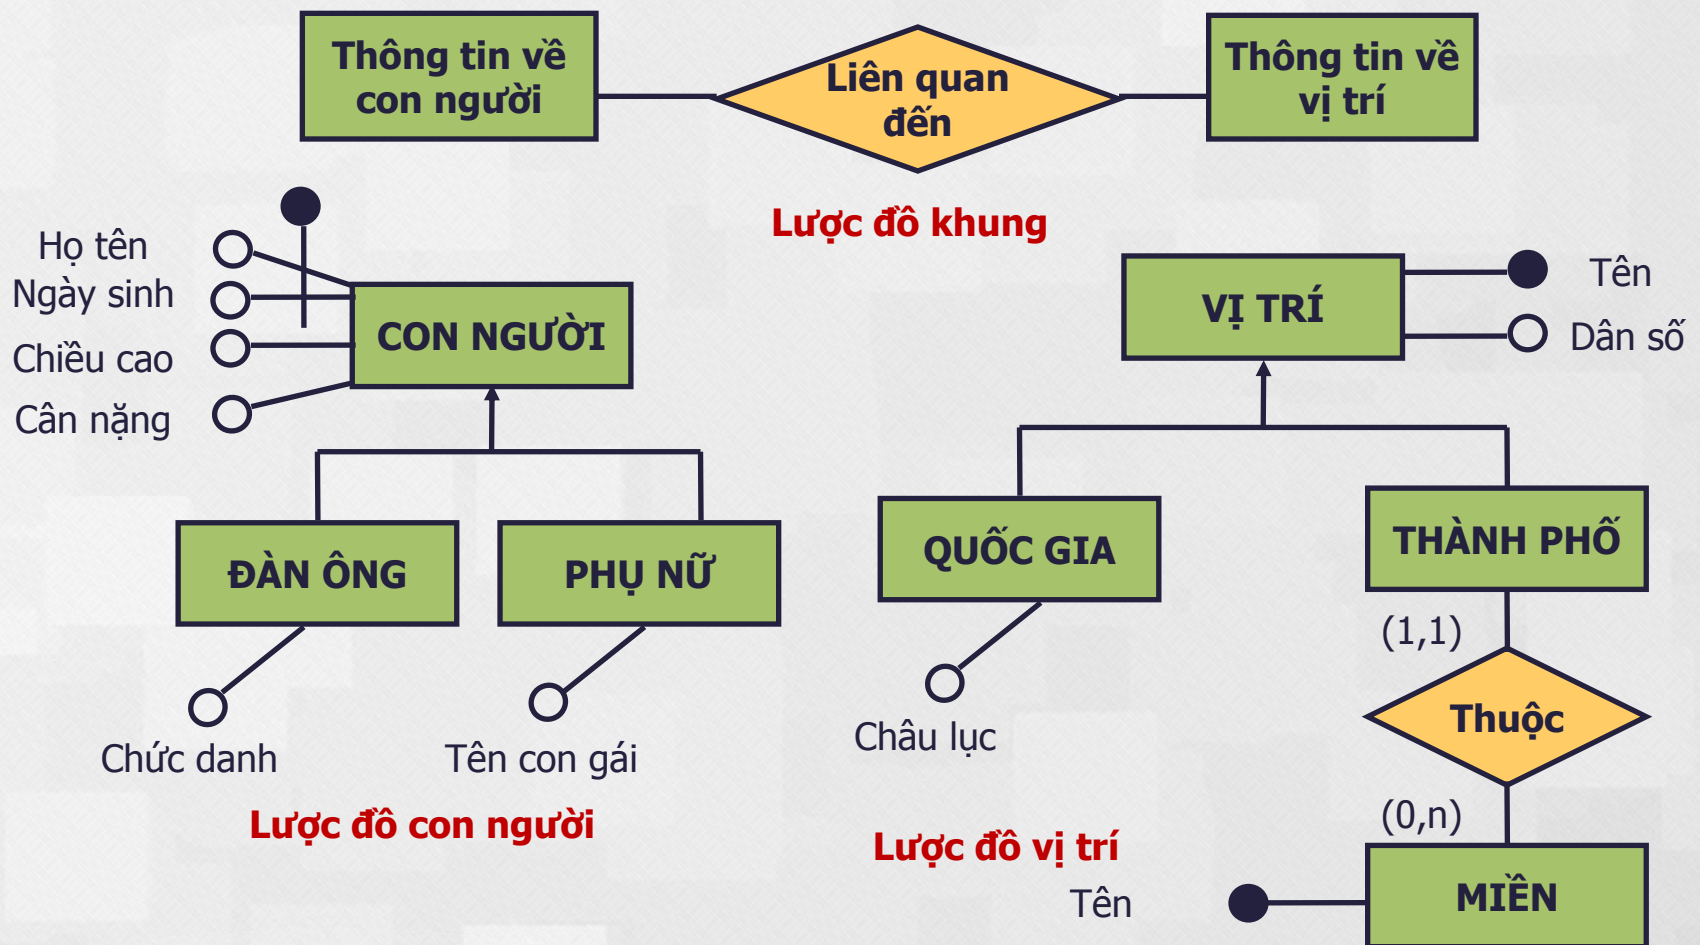 Thông tin về
con người
Liên quan
đến
Thông tin về
vị trí
Lược đồ khung
Họ tên
Ngày sinh
Chiều cao
Cân nặng
CON NGƯỜI
ĐÀN ÔNG
PHỤ NỮ
Chức danh
Tên con gái
Lược đồ con người
VỊ TRÍ
Tên
Dân số
QUỐC GIA
THÀNH PHỐ
Châu lục
(1,1)
Thuộc
(0,n)
Lược đồ vị trí
Tên
MIỀN